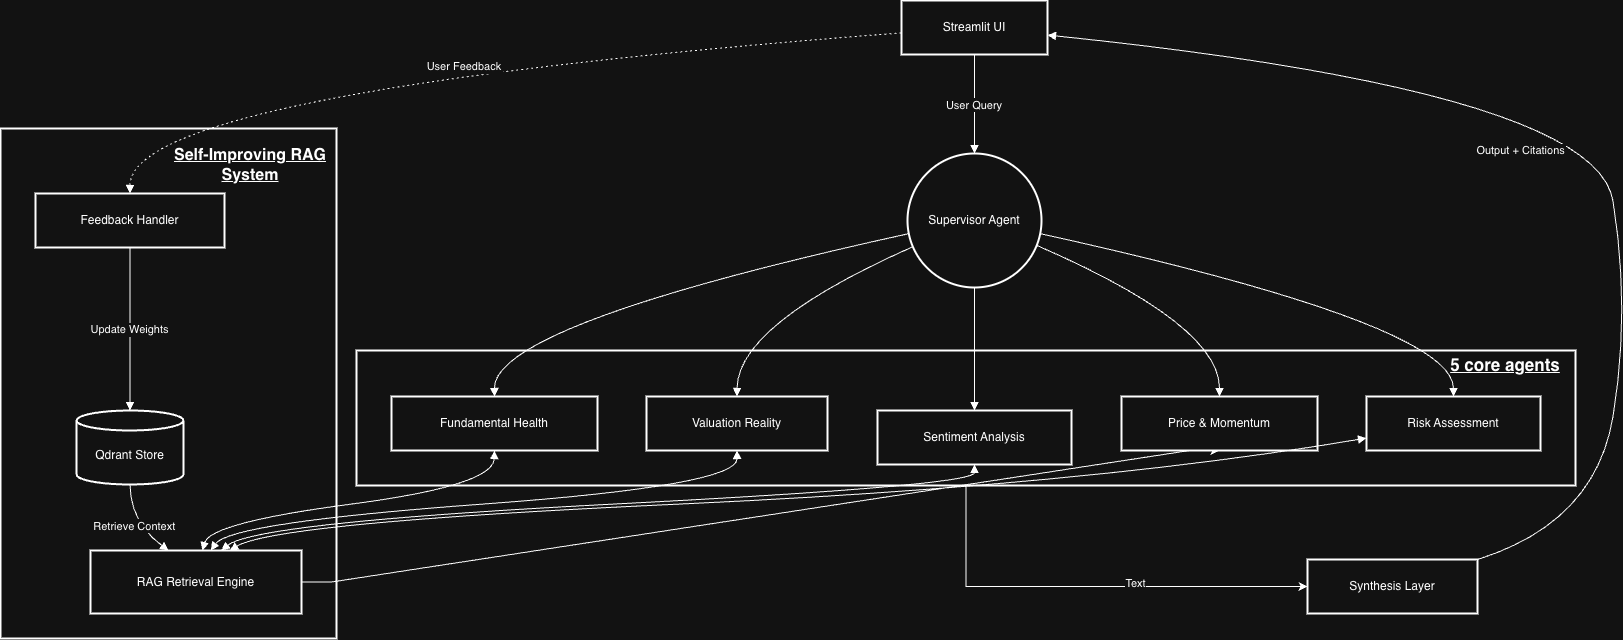 Streamlit UI
User Feedback
User Query
Output + Citations
Self-Improving RAG
System
Feedback Handler
Supervisor Agent
Update Weights
5 core agents
Fundamental Health
Valuation Reality
Sentiment Analysis
Price & Momentum
Risk Assessment
Qdrant Store
Retrieve Context
RAG Retrieval Engine
Text
Synthesis Layer